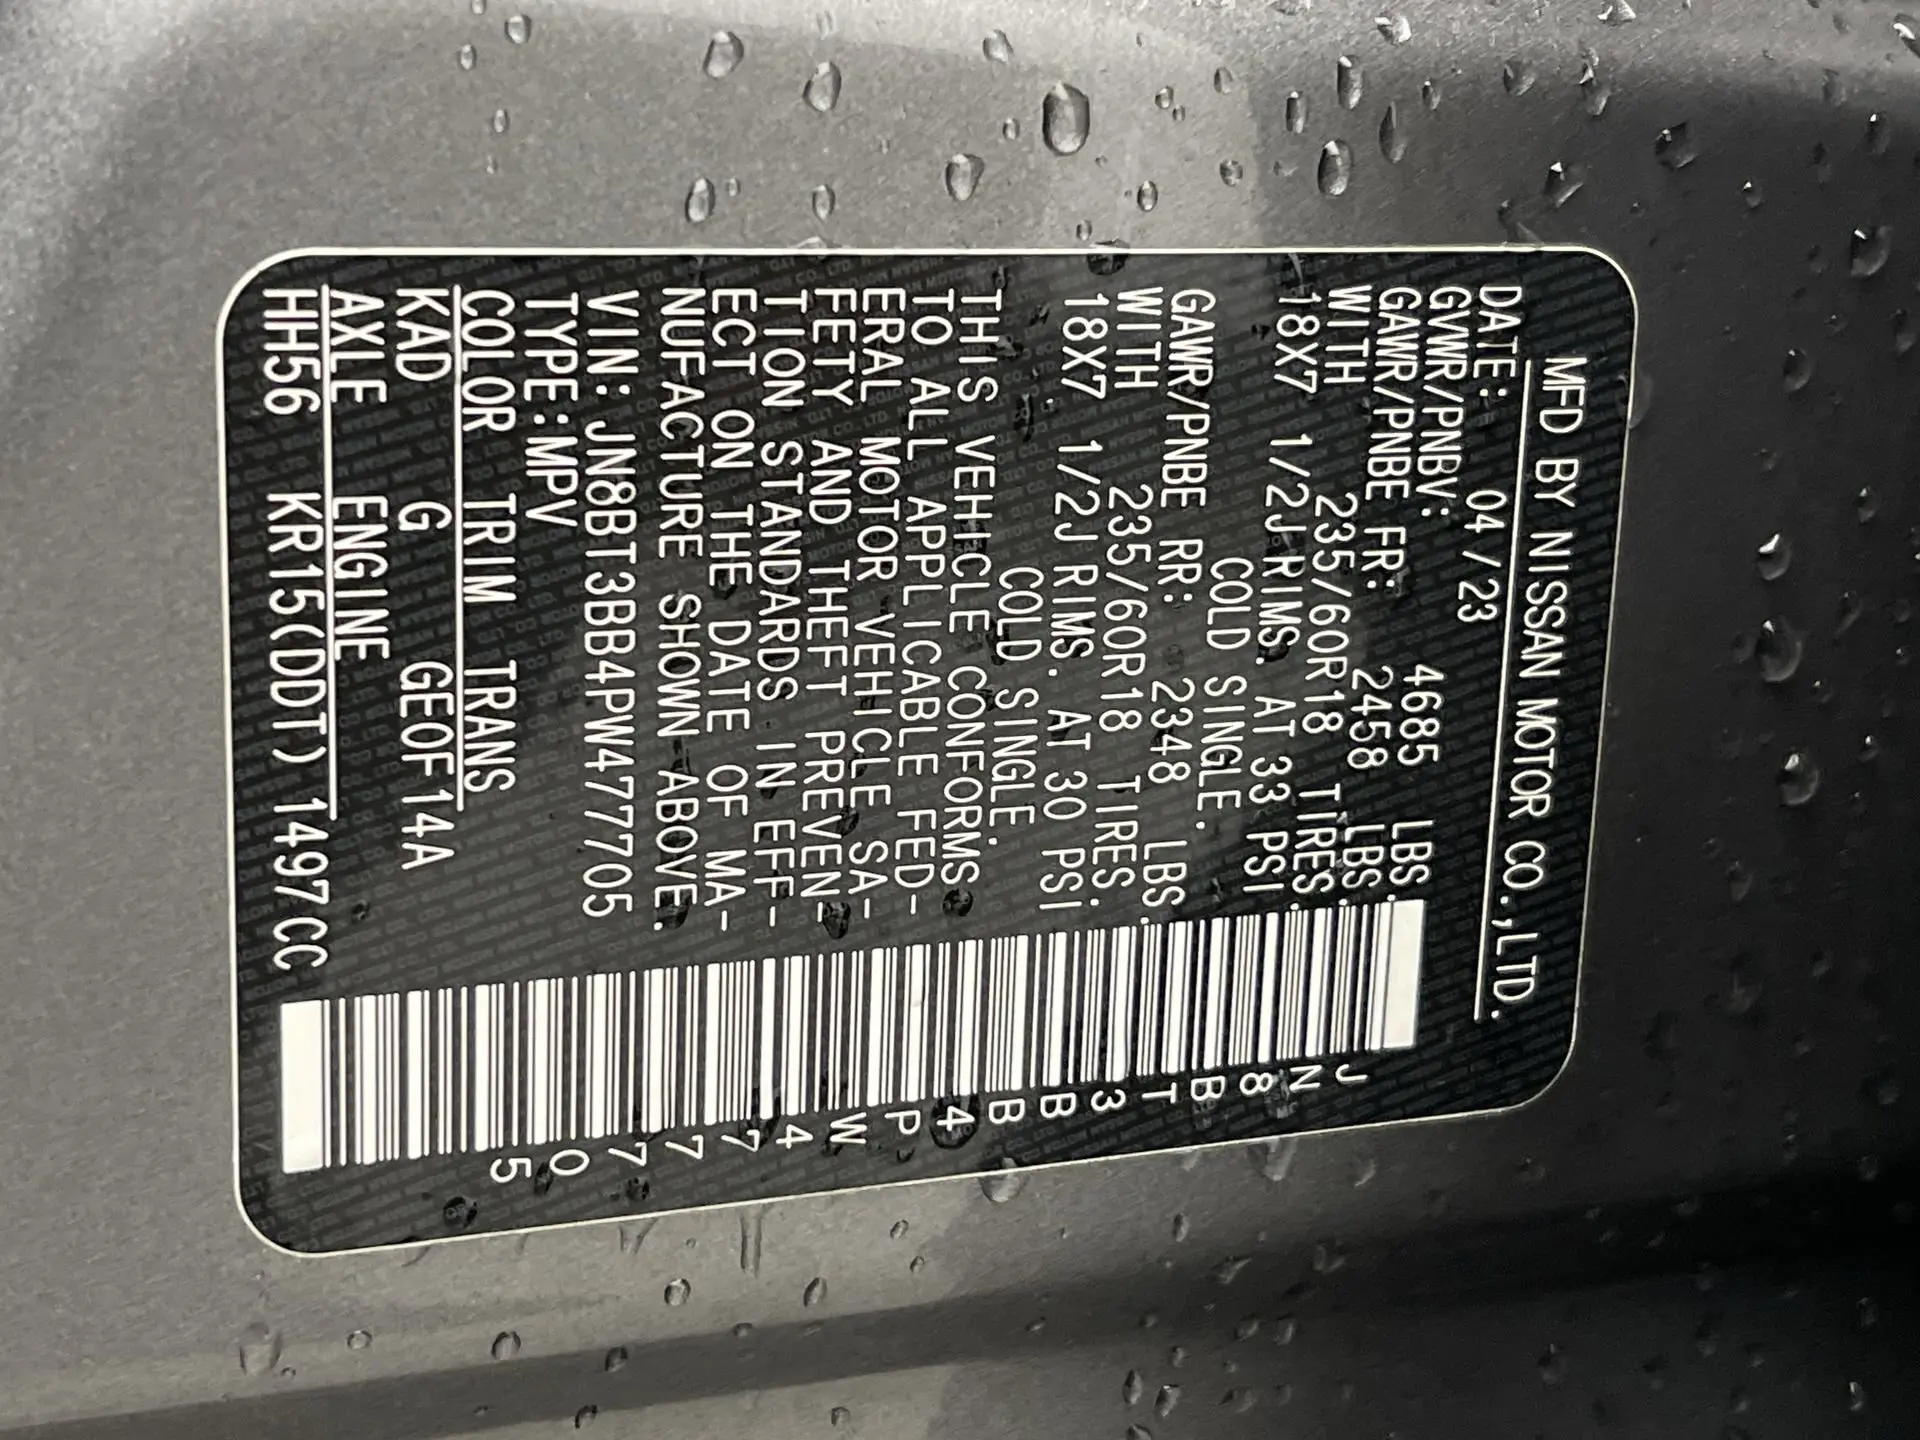 MFD BY NISSAN MOTOR CO.,LTD.
DATE: 04/23
GVWR/PNBV: 4685 LBS.
GAWR/PNBE FR: 2458 LBS.
WITH 235/60R18 TIRES.
18X7 1/2J RIMS. AT 33 PSI
COLD SINGLE.
GAWR/PNBE RR: 2348 LBS.
WITH 235/60R18 TIRES.
18X7 1/2J RIMS. AT 30 PSI
COLD SINGLE.
THIS VEHICLE CONFORMS
TO ALL APPLICABLE FED-
ERAL MOTOR VEHICLE SA-
FETY AND THEFT PREVEN-
TION STANDARDS IN EFF-
ECT ON THE DATE OF MA-
NUFACTURE SHOWN ABOVE.
VIN: JN8BT3BB4PW477705
TYPE:MPV
COLOR TRIM TRANS
KAD G GE0F14A
AXLE ENGINE
HH56 KR15(DDT) 1497CC
JN8BT3BB4PW477705